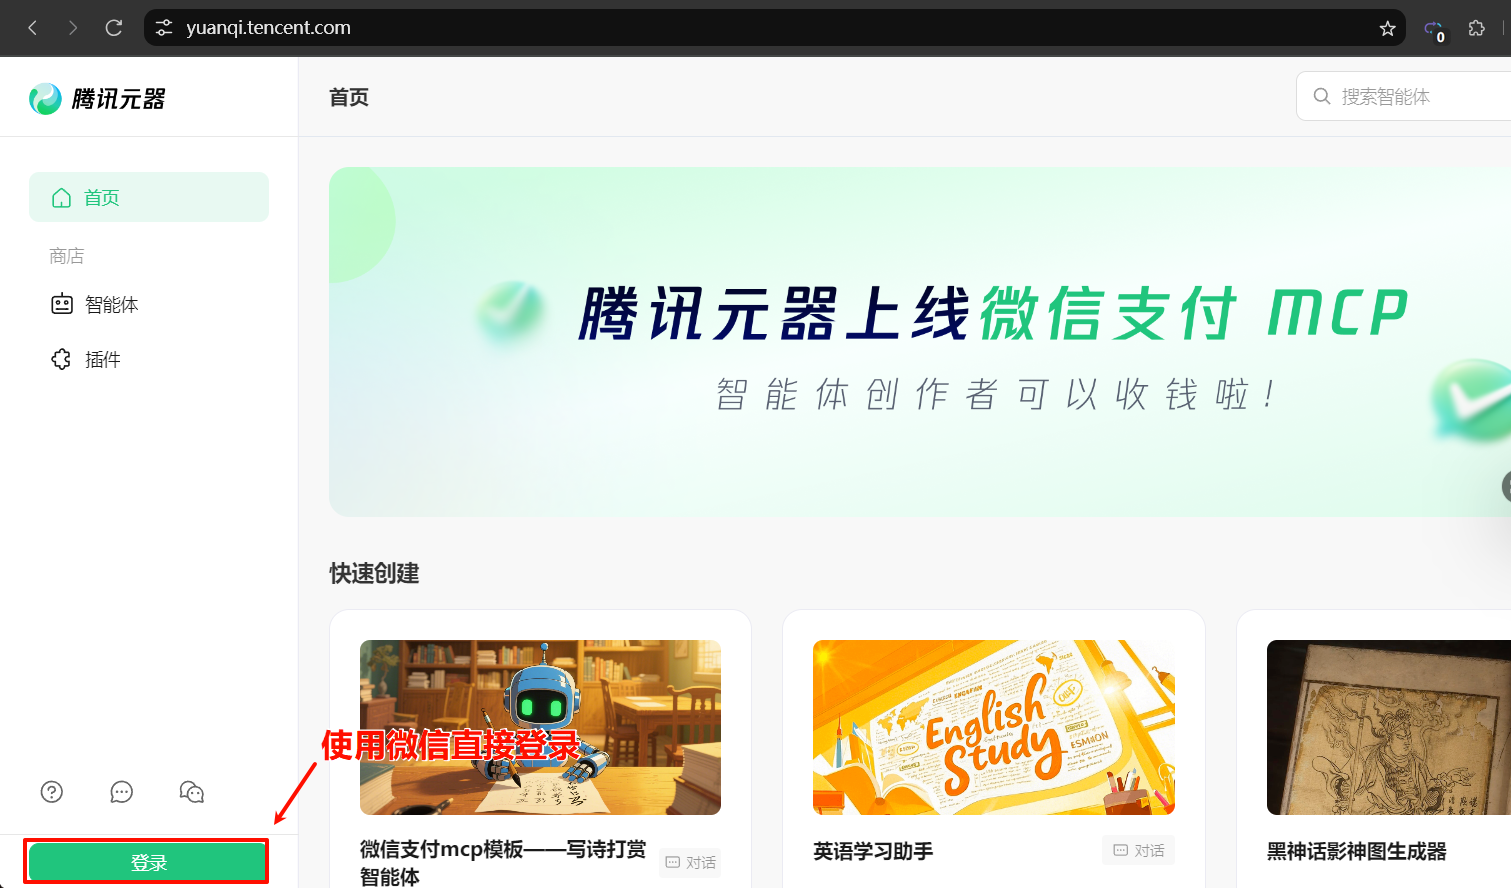 yuanqi.tencent.com
0
腾讯元器
首页
搜索智能体
首页
商店
智能体
插件
腾讯元器上线微信支付 MCP
智能体创作者可以收钱啦!
快速创建
English
Study
使用微信直接登录
登录
微信支付mcp模板——写诗打赏
智能体
对话
英语学习助手
对话
黑神话影神图生成器